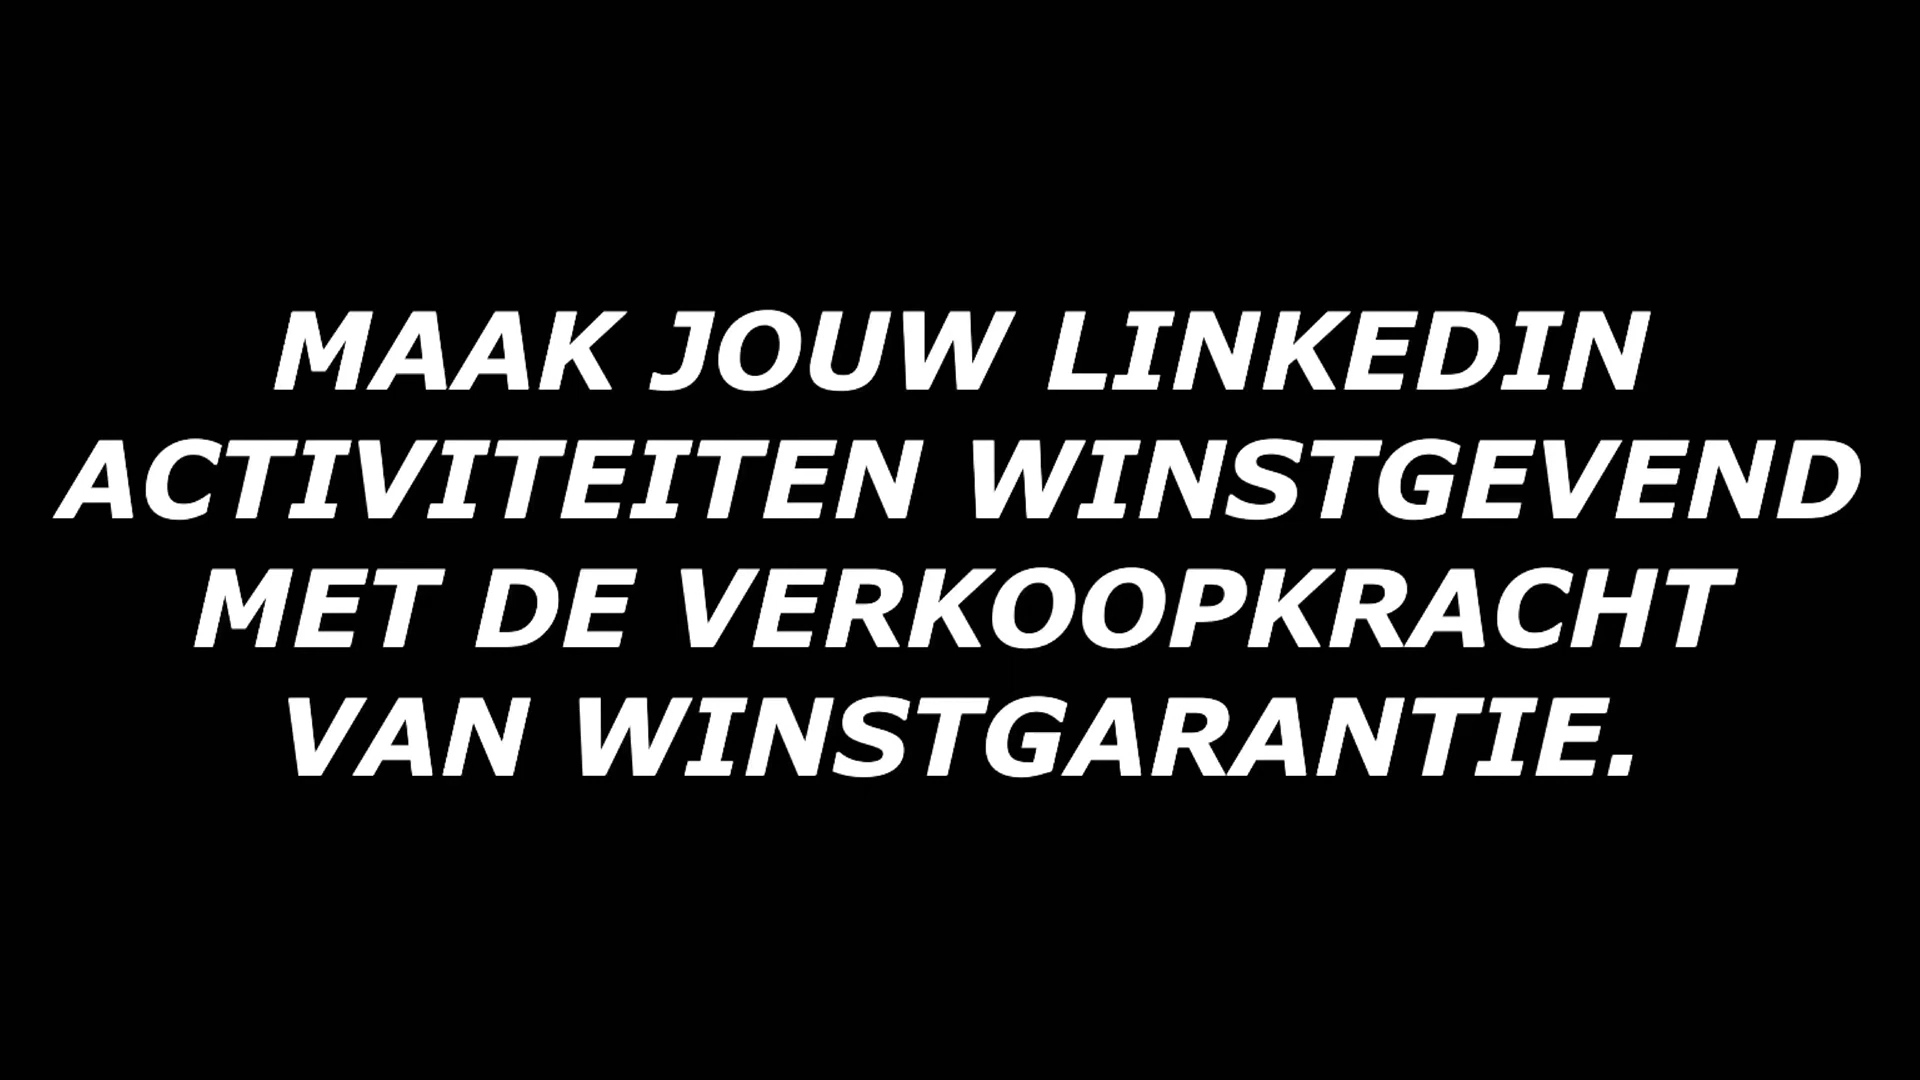 MAAK JOUW LINKEDIN
ACTIVITEITEN WINSTGEVEND
MET DE VERKOOPKRACHT
VAN WINSTGARANTIE.